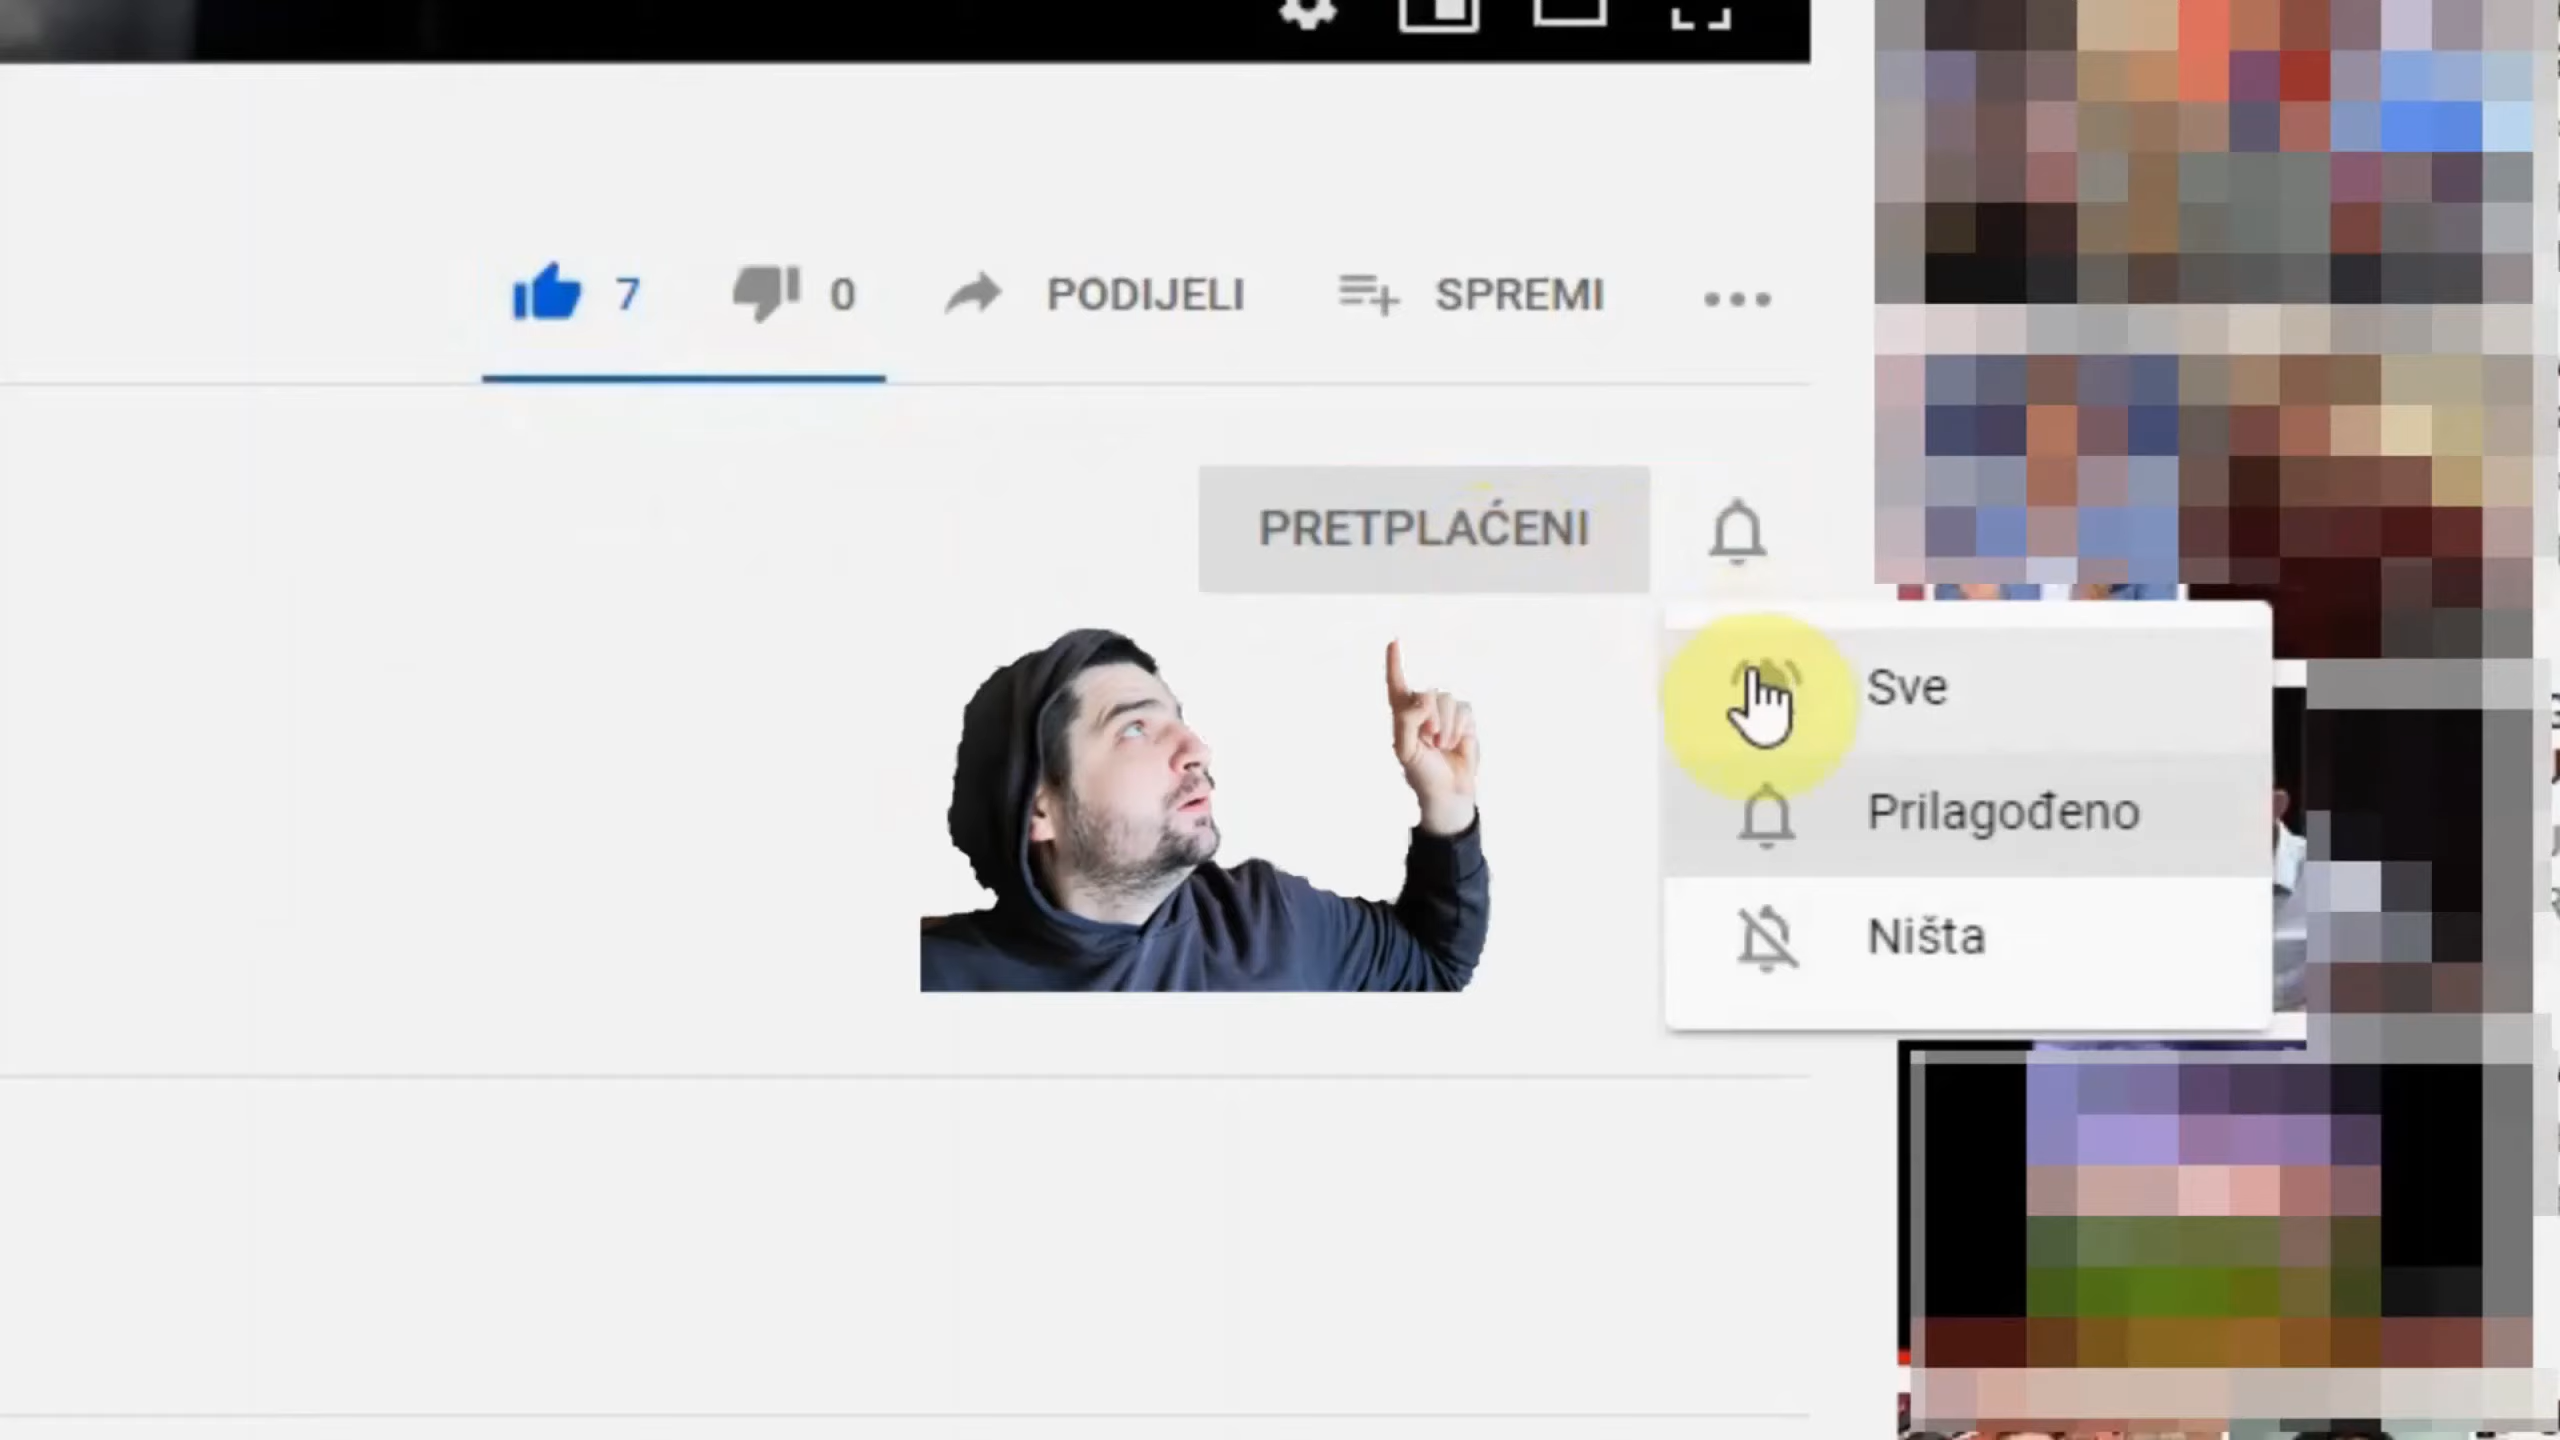 7 0 PODIJELI SPREMI
PRETPLAĆENI
Sve
Prilagođeno
Ništa